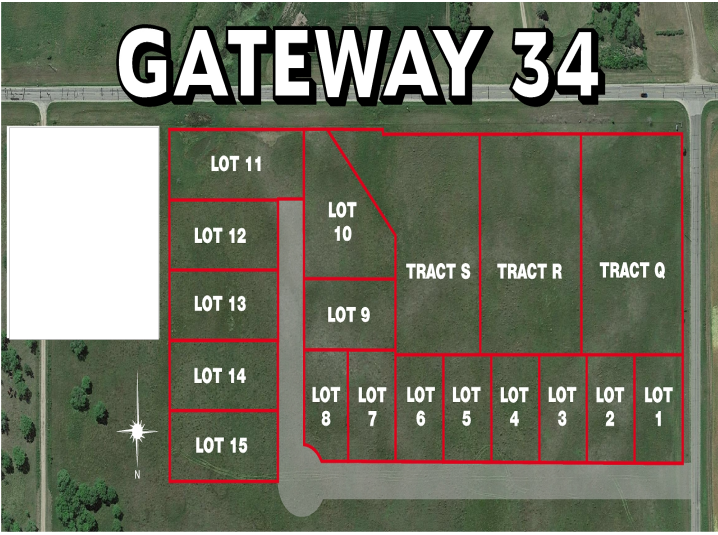 GATEWAY 34
LOT 11
LOT
10
LOT 12
TRACT S
TRACT R
TRACT Q
LOT 13
LOT 9
LOT 14
LOT
8
LOT
7
LOT
6
LOT
5
LOT
4
LOT
3
LOT
2
LOT
1
LOT 15
N